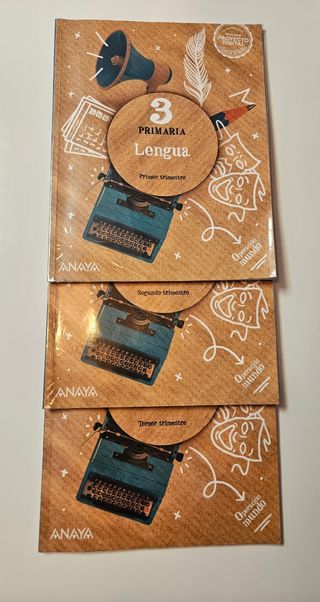 INCLUYE
PROYECTO
DIGITAL
3
PRIMARIA
Lengua
Primer trimestre
Operación
mundo
ANAYA
Segundo trimestre
Operación
mundo
ANAYA
Tercer trimestre
Operación
mundo
ANAYA